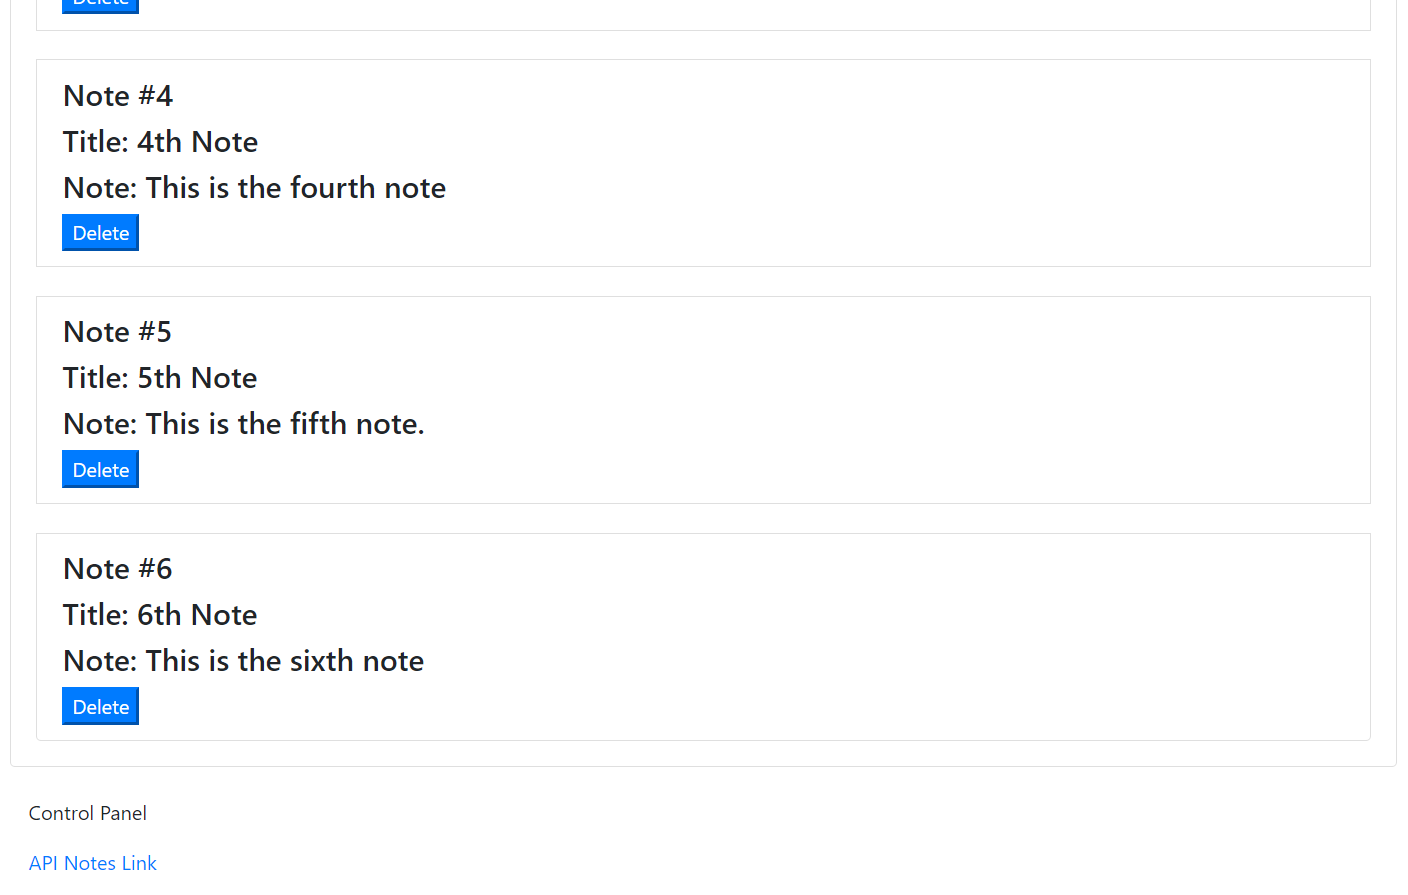 Delete
Note #4
Title: 4th Note
Note: This is the fourth note
Delete
Note #5
Title: 5th Note
Note: This is the fifth note.
Delete
Note #6
Title: 6th Note
Note: This is the sixth note
Delete
Control Panel
API Notes Link